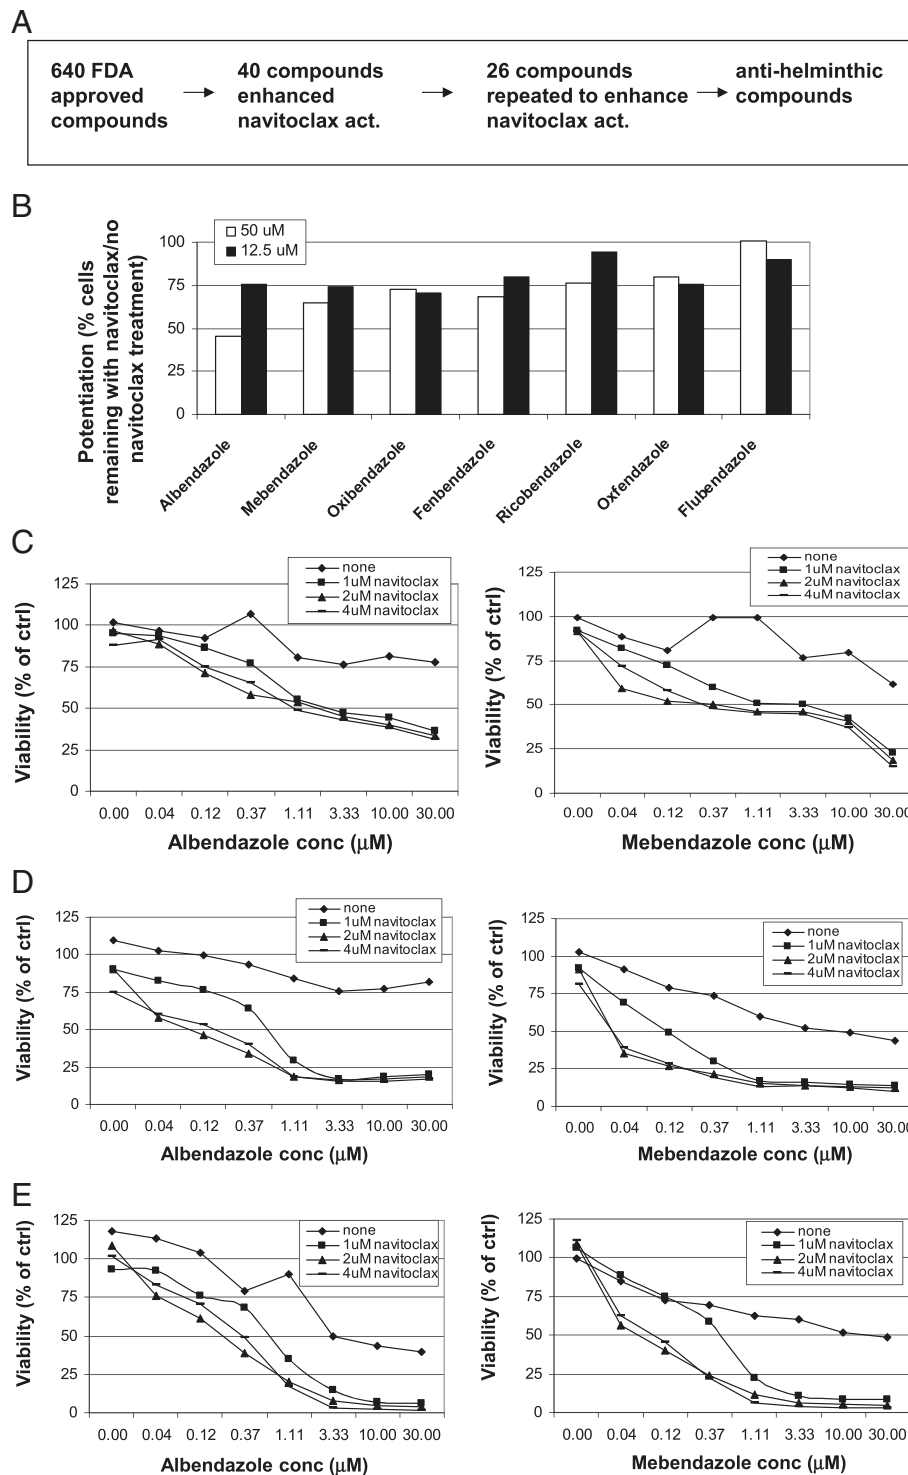 A
640 FDA
approved
compounds
40 compounds
enhanced
navitoclax act.
26 compounds
repeated to enhance
navitoclax act.
anti-helminthic
compounds
B
Potentiation (% cells
remaining with navitoclax/no
navitoclax treatment)
50 uM
12.5 uM
100
75
50
25
0
Albendazole
Mebendazole
Oxibendazole
Fenbendazole
Ricobendazole
Oxfendazole
Flubendazole
C
Viability (% of ctrl)
none
1uM navitoclax
2uM navitoclax
4uM navitoclax
125
100
75
50
25
0
0.00 0.04 0.12 0.37 1.11 3.33 10.00 30.00
Albendazole conc (μM)
Viability (% of ctrl)
none
1uM navitoclax
2uM navitoclax
4uM navitoclax
125
100
75
50
25
0
0.00 0.04 0.12 0.37 1.11 3.33 10.00 30.00
Mebendazole conc (μM)
D
Viability (% of ctrl)
none
1uM navitoclax
2uM navitoclax
4uM navitoclax
125
100
75
50
25
0
0.00 0.04 0.12 0.37 1.11 3.33 10.00 30.00
Albendazole conc (μM)
Viability (% of ctrl)
none
1uM navitoclax
2uM navitoclax
4uM navitoclax
125
100
75
50
25
0
0.00 0.04 0.12 0.37 1.11 3.33 10.00 30.00
Mebendazole conc (μM)
E
Viability (% of ctrl)
none
1uM navitoclax
2uM navitoclax
4uM navitoclax
125
100
75
50
25
0
0.00 0.04 0.12 0.37 1.11 3.33 10.00 30.00
Albendazole conc (μM)
Viability (% of ctrl)
none
1uM navitoclax
2uM navitoclax
4uM navitoclax
125
100
75
50
25
0
0.00 0.04 0.12 0.37 1.11 3.33 10.00 30.00
Mebendazole conc (μM)